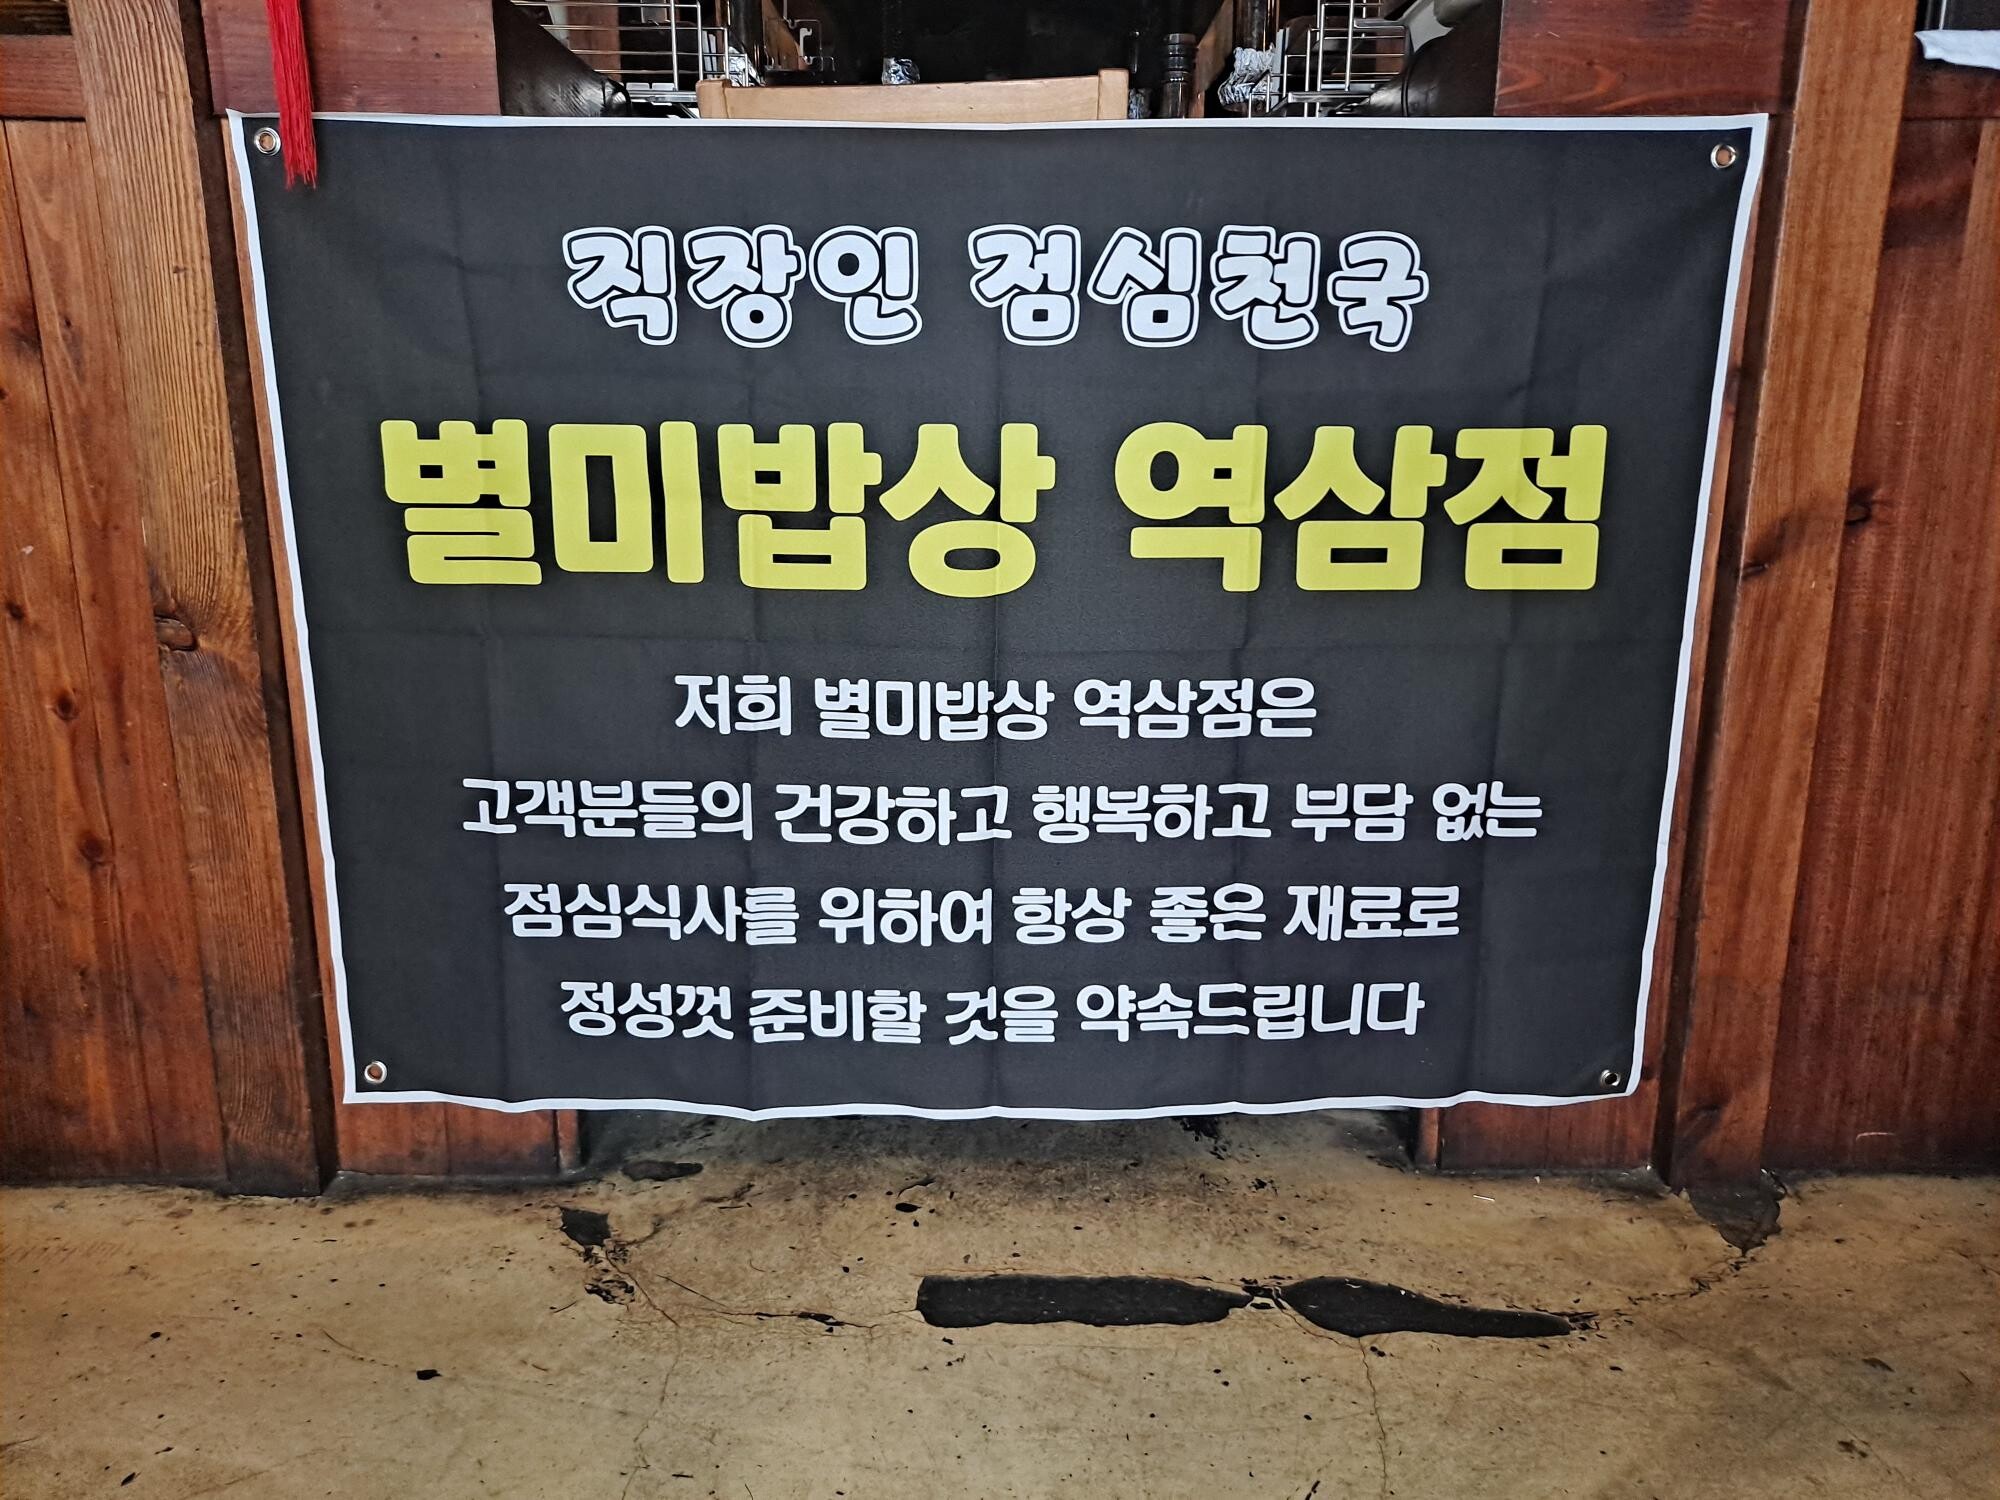 직장인 점심천국
별미밥상 역삼점
저희 별미밥상 역삼점은
고객분들의 건강하고 행복하고 부담 없는
점심식사를 위하여 항상 좋은 재료로
정성껏 준비할 것을 약속드립니다